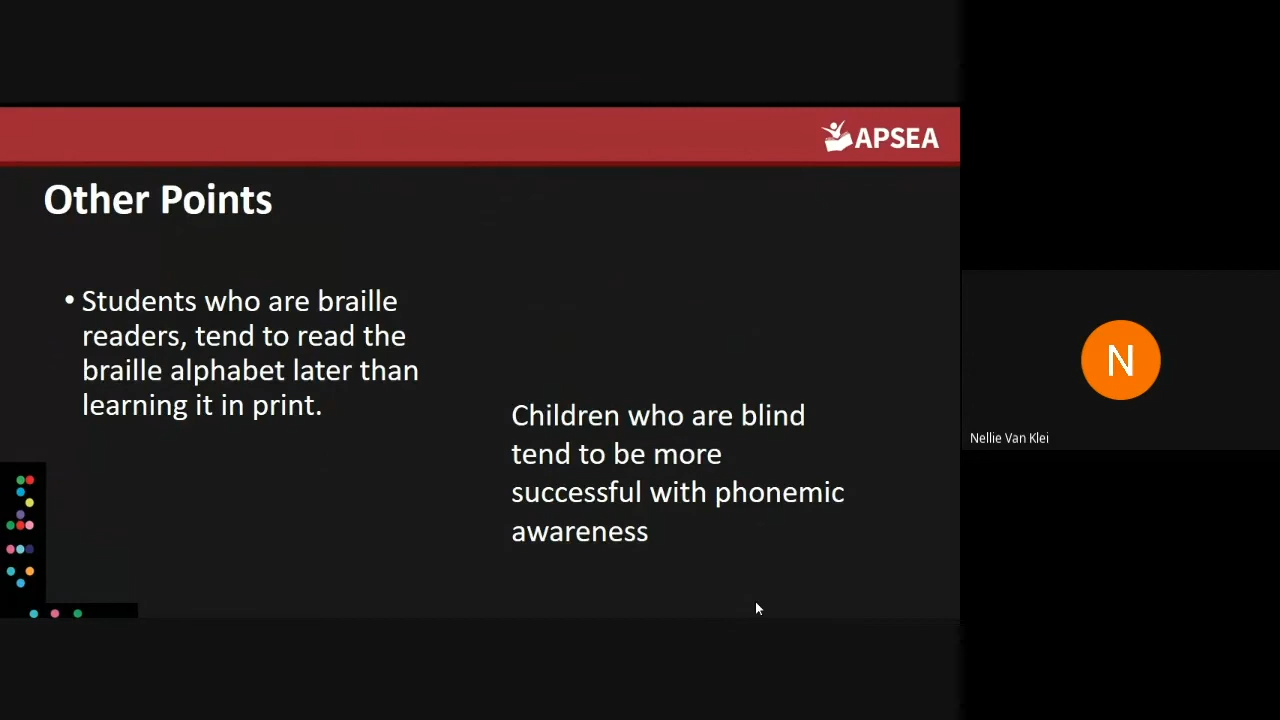 APSEA
Other Points
• Students who are braille
readers, tend to read the
braille alphabet later than
learning it in print.
Children who are blind
tend to be more
successful with phonemic
awareness
N
Nellie Van Klei